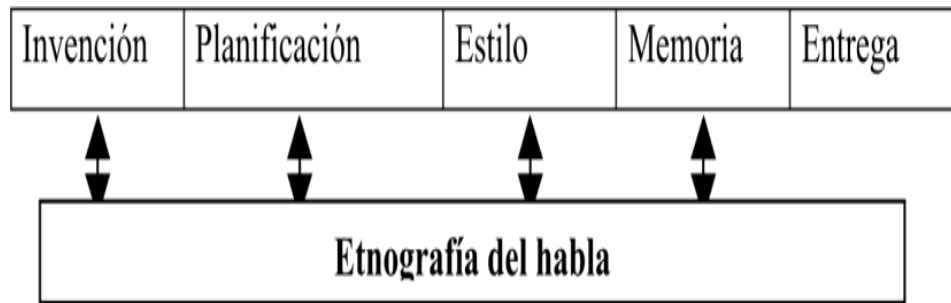 Invención Planificación Estilo Memoria Entrega
Etnografía del habla